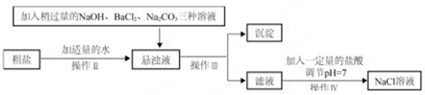 加入稍过量的NaOH、BaCl₂、Na₂CO₃三种溶液
粗盐
加适量的水
操作Ⅱ
悬浊液
操作Ⅲ
沉淀
滤液
加入一定量的盐酸
调节pH=7
操作Ⅳ
NaCl溶液